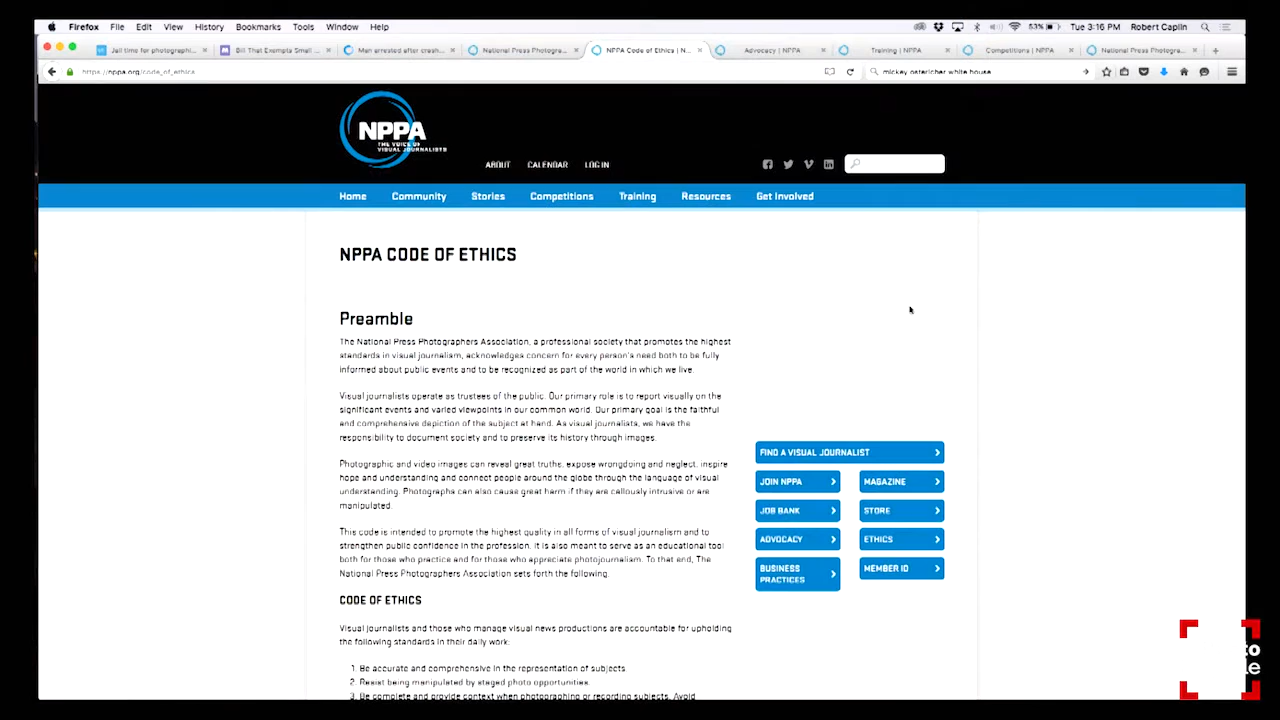 Firefox File Edit View History Bookmarks Tools Window Help 53% Tue 3:16 PM Robert Caplin
Jail time for photographi... Bill That Exempts Small ... Man arrested after crash... National Press Photogra... NPPA Code of Ethics | N... Advocacy | NPPA Training | NPPA Competitions | NPPA National Press Photogra...
https://nppa.org/code_of_ethics mickey osterreicher white house
NPPA
THE VOICE OF
VISUAL JOURNALISTS
ABOUT CALENDAR LOG IN
Home Community Stories Competitions Training Resources Get Involved
NPPA CODE OF ETHICS
Preamble
The National Press Photographers Association, a professional society that promotes the highest
standards in visual journalism, acknowledges concern for every person's need both to be fully
informed about public events and to be recognized as part of the world in which we live.
Visual journalists operate as trustees of the public. Our primary role is to report visually on the
significant events and varied viewpoints in our common world. Our primary goal is the faithful
and comprehensive depiction of the subject at hand. As visual journalists, we have the
responsibility to document society and to preserve its history through images.
Photographic and video images can reveal great truths, expose wrongdoing and neglect, inspire
hope and understanding and connect people around the globe through the language of visual
understanding. Photographs can also cause great harm if they are callously intrusive or are
manipulated.
This code is intended to promote the highest quality in all forms of visual journalism and to
strengthen public confidence in the profession. It is also meant to serve as an educational tool
both for those who practice and for those who appreciate photojournalism. To that end, The
National Press Photographers Association sets forth the following.
CODE OF ETHICS
Visual journalists and those who manage visual news productions are accountable for upholding
the following standards in their daily work:
1. Be accurate and comprehensive in the representation of subjects.
2. Resist being manipulated by staged photo opportunities.
3. Be complete and provide context when photographing or recording subjects. Avoid
FIND A VISUAL JOURNALIST
JOIN NPPA MAGAZINE
JOB BANK STORE
ADVOCACY ETHICS
BUSINESS
PRACTICES
MEMBER ID
to
le